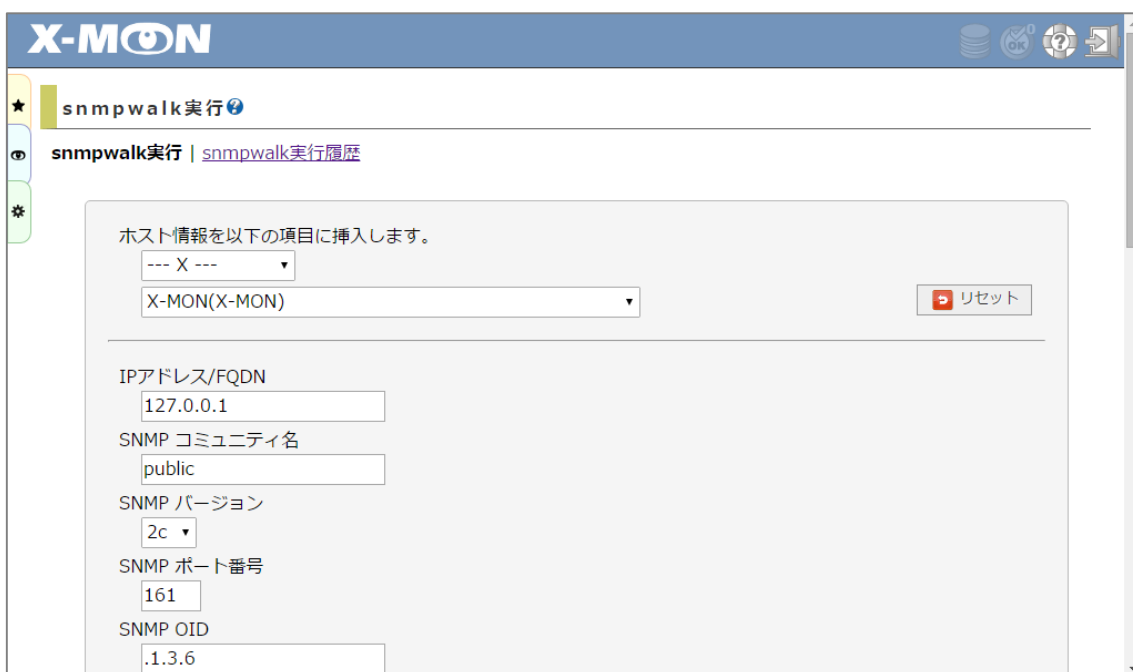 X-MON
0
OK
?
snmpwalk実行?
snmpwalk実行 | snmpwalk実行履歴
ホスト情報を以下の項目に挿入します。
--- X ---
X-MON(X-MON)
リセット
IPアドレス/FQDN
127.0.0.1
SNMP コミュニティ名
public
SNMP バージョン
2c
SNMP ポート番号
161
SNMP OID
.1.3.6